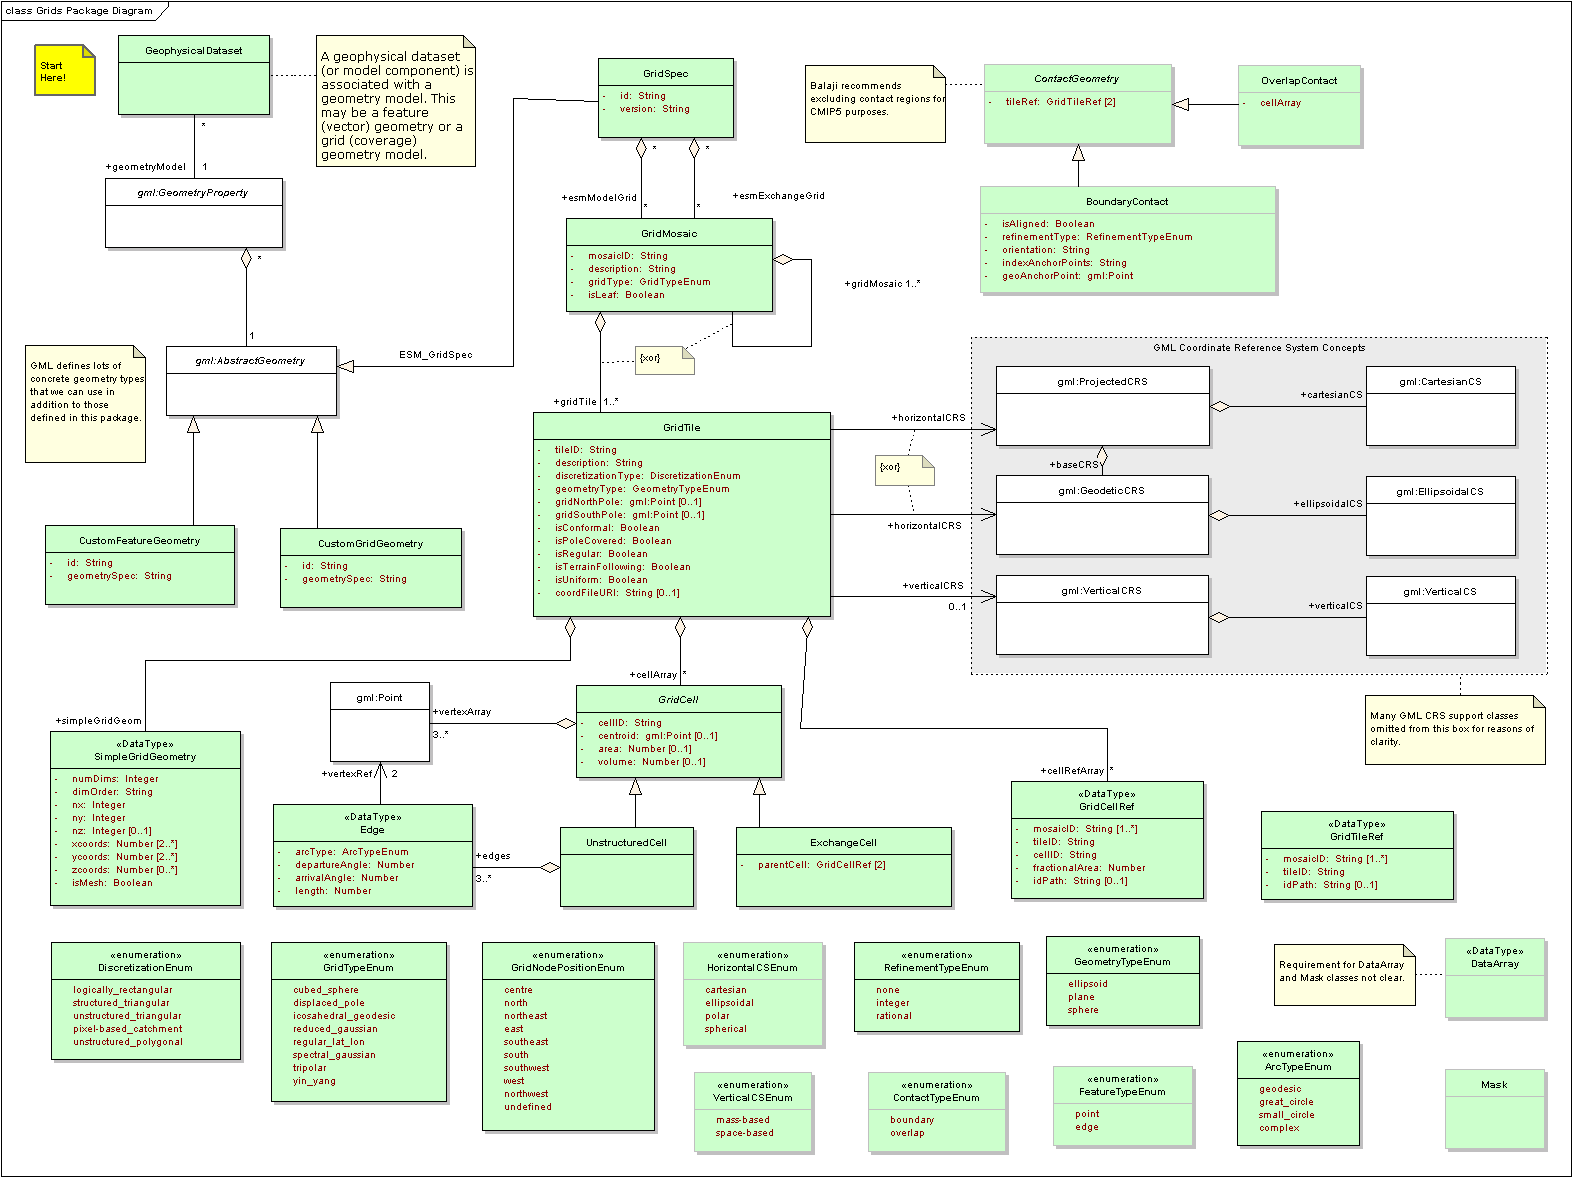 class Grids Package Diagram
Start
Here!
GeophysicalDataset
A geophysical dataset
(or model component) is
associated with a
geometry model. This
may be a feature
(vector) geometry or a
grid (coverage)
geometry model.
*
+geometryModel 1
gml:GeometryProperty
*
1
gml:AbstractGeometry
ESM_GridSpec
GML defines lots of
concrete geometry types
that we can use in
addition to those
defined in this package.
CustomFeatureGeometry
- id: String
- geometrySpec: String
CustomGridGeometry
- id: String
- geometrySpec: String
GridSpec
- id: String
- version: String
* *
+esmModelGrid *
+esmExchangeGrid
*
GridMosaic
- mosaicID: String
- description: String
- gridType: GridTypeEnum
- isLeaf: Boolean
+gridMosaic 1..*
{xor}
+gridTile 1..*
Balaji recommends
excluding contact regions for
CMIP5 purposes.
ContactGeometry
- tileRef: GridTileRef [2]
OverlapContact
- cellArray
BoundaryContact
- isAligned: Boolean
- refinementType: RefinementTypeEnum
- orientation: String
- indexAnchorPoints: String
- geoAnchorPoint: gml:Point
GridTile
- tileID: String
- description: String
- discretizationType: DiscretizationEnum
- geometryType: GeometryTypeEnum
- gridNorthPole: gml:Point [0..1]
- gridSouthPole: gml:Point [0..1]
- isConformal: Boolean
- isPoleCovered: Boolean
- isRegular: Boolean
- isTerrainFollowing: Boolean
- isUniform: Boolean
- coordFileURI: String [0..1]
+horizontalCRS
{xor}
+horizontalCRS
+verticalCRS
0..1
GML Coordinate Reference System Concepts
gml:ProjectedCRS
+cartesianCS
gml:CartesianCS
+baseCRS
gml:GeodeticCRS
+ellipsoidalCS
gml:EllipsoidalCS
gml:VerticalCRS
+verticalCS
gml:VerticalCS
Many GML CRS support classes
omitted from this box for reasons of
clarity.
+simpleGridGeom
«DataType»
SimpleGridGeometry
- numDims: Integer
- dimOrder: String
- nx: Integer
- ny: Integer
- nz: Integer [0..1]
- xcoords: Number [2..*]
- ycoords: Number [2..*]
- zcoords: Number [0..*]
- isMesh: Boolean
gml:Point
+vertexArray
3..*
+vertexRef 2
+cellArray *
GridCell
- cellID: String
- centroid: gml:Point [0..1]
- area: Number [0..1]
- volume: Number [0..1]
«DataType»
Edge
- arcType: ArcTypeEnum
- departureAngle: Number
- arrivalAngle: Number
- length: Number
+edges
3..*
UnstructuredCell
ExchangeCell
- parentCell: GridCellRef [2]
+cellRefArray *
«DataType»
GridCellRef
- mosaicID: String [1..*]
- tileID: String
- cellID: String
- fractionalArea: Number
- idPath: String [0..1]
«DataType»
GridTileRef
- mosaicID: String [1..*]
- tileID: String
- idPath: String [0..1]
«enumeration»
DiscretizationEnum
logically_rectangular
structured_triangular
unstructured_triangular
pixel-based_catchment
unstructured_polygonal
«enumeration»
GridTypeEnum
cubed_sphere
displaced_pole
icosahedral_geodesic
reduced_gaussian
regular_lat_lon
spectral_gaussian
tripolar
yin_yang
«enumeration»
GridNodePositionEnum
centre
north
northeast
east
southeast
south
southwest
west
northwest
undefined
«enumeration»
HorizontalCSEnum
cartesian
ellipsoidal
polar
spherical
«enumeration»
RefinementTypeEnum
none
integer
rational
«enumeration»
GeometryTypeEnum
ellipsoid
plane
sphere
Requirement for DataArray
and Mask classes not clear.
«DataType»
DataArray
«enumeration»
VerticalCSEnum
mass-based
space-based
«enumeration»
ContactTypeEnum
boundary
overlap
«enumeration»
FeatureTypeEnum
point
edge
«enumeration»
ArcTypeEnum
geodesic
great_circle
small_circle
complex
Mask